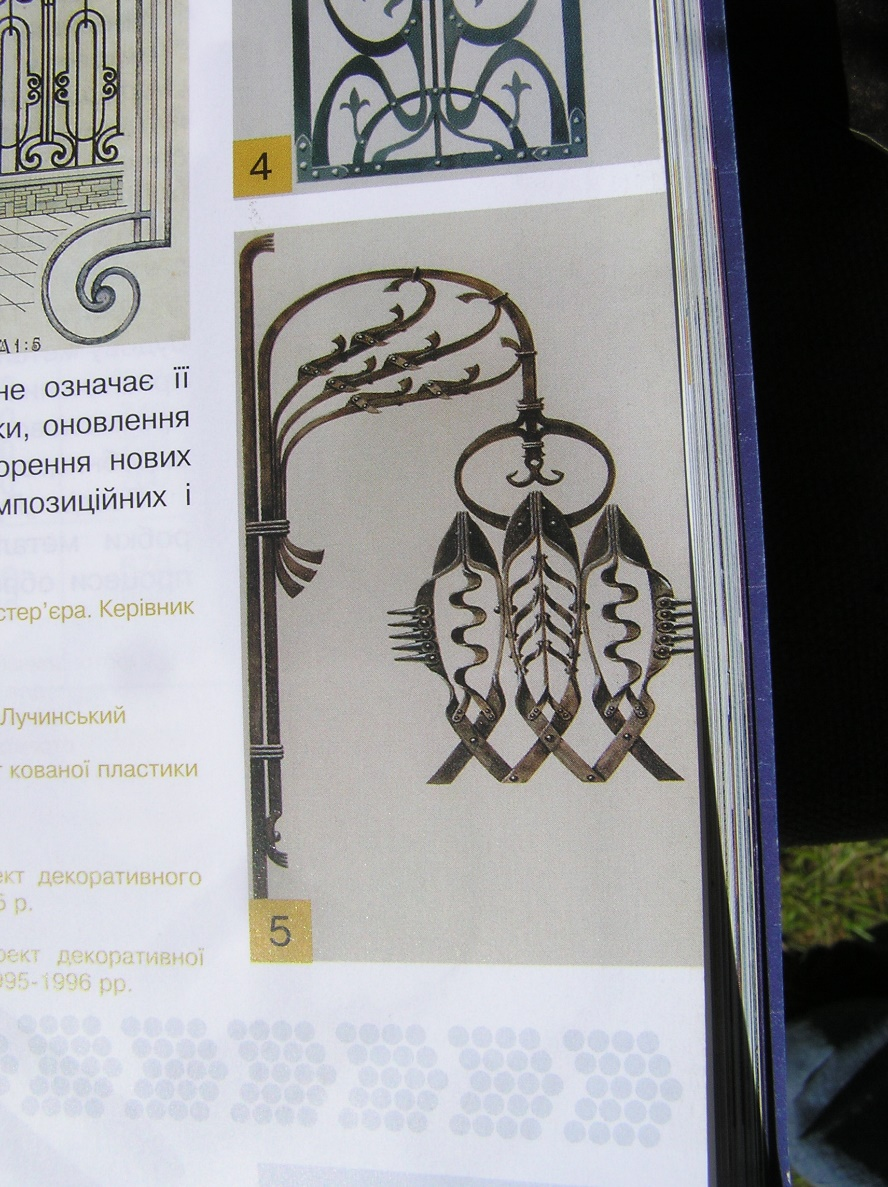 4
А 1:5
не означає її
ки, оновлення
орення нових
мпозиційних і
стер’єра. Керівник
Лучинський
т кованої пластики
ект декоративного
5 р.
оект декоративної
995-1996 рр.
5